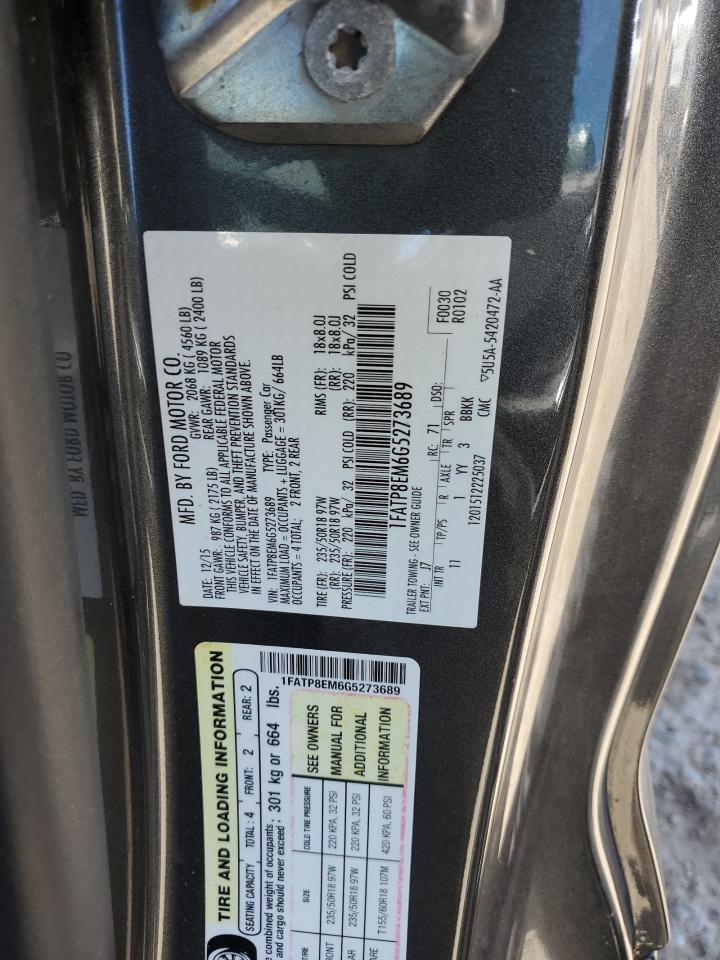 MFD. BY FORD MOTOR CO.
DATE: 12/15 GVWR: 2068 KG ( 4560 LB)
FRONT GAWR: 987 KG ( 2175 LB) REAR GAWR: 1089 KG ( 2400 LB)
THIS VEHICLE CONFORMS TO ALL APPLICABLE FEDERAL MOTOR
VEHICLE SAFETY, BUMPER, AND THEFT PREVENTION STANDARDS
IN EFFECT ON THE DATE OF MANUFACTURE SHOWN ABOVE.
VIN: 1FATP8EM6G5273689 TYPE: Passenger Car
MAXIMUM LOAD = OCCUPANTS + LUGGAGE = 301KG/ 664LB
OCCUPANTS = 4 TOTAL; 2 FRONT; 2 REAR
TIRE (FR): 235/50R18 97W RIMS (FR): 18x8.0J
(RR): 235/50R18 97W (RR): 18x8.0J
PRESSURE (FR): 220 kPa/ 32 PSI COLD (RR): 220 kPa/ 32 PSI COLD
1FATP8EM6G5273689
TRAILER TOWING - SEE OWNER GUIDE
EXT PNT: J7 RC: 71 DSO: F0030
R0102
INT TR TP/PS R AXLE TR SPR
11 1 YY 3 BBKK
1201512225037 CMC ▽5U5A-5420472-AA
TIRE AND LOADING INFORMATION
SEATING CAPACITY TOTAL: 4 FRONT: 2 REAR: 2
combined weight of occupants
and cargo should never exceed: 301 kg or 664 lbs.
1FATP8EM6G5273689
SIZE COLD TIRE PRESSURE SEE OWNERS
235/50R18 97W 220 KPA, 32 PSI MANUAL FOR
235/50R18 97W 220 KPA, 32 PSI ADDITIONAL
T155/60R18 107M 420 KPA, 60 PSI INFORMATION